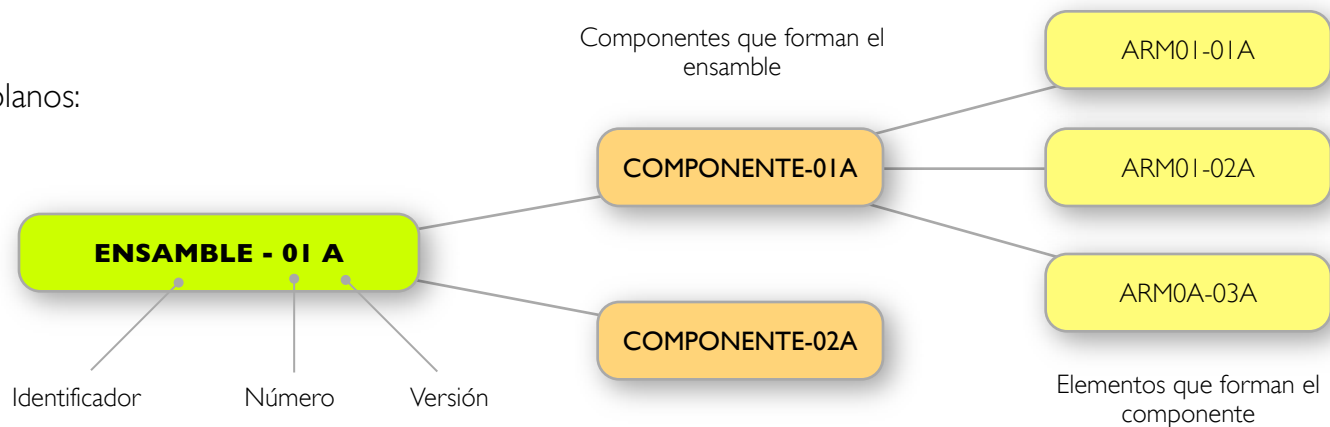 Componentes que forman el
ensamble
ARM01-01A
planos:
COMPONENTE-01A
ARM01-02A
ENSAMBLE - 01 A
ARM0A-03A
COMPONENTE-02A
Identificador
Número
Versión
Elementos que forman el
componente